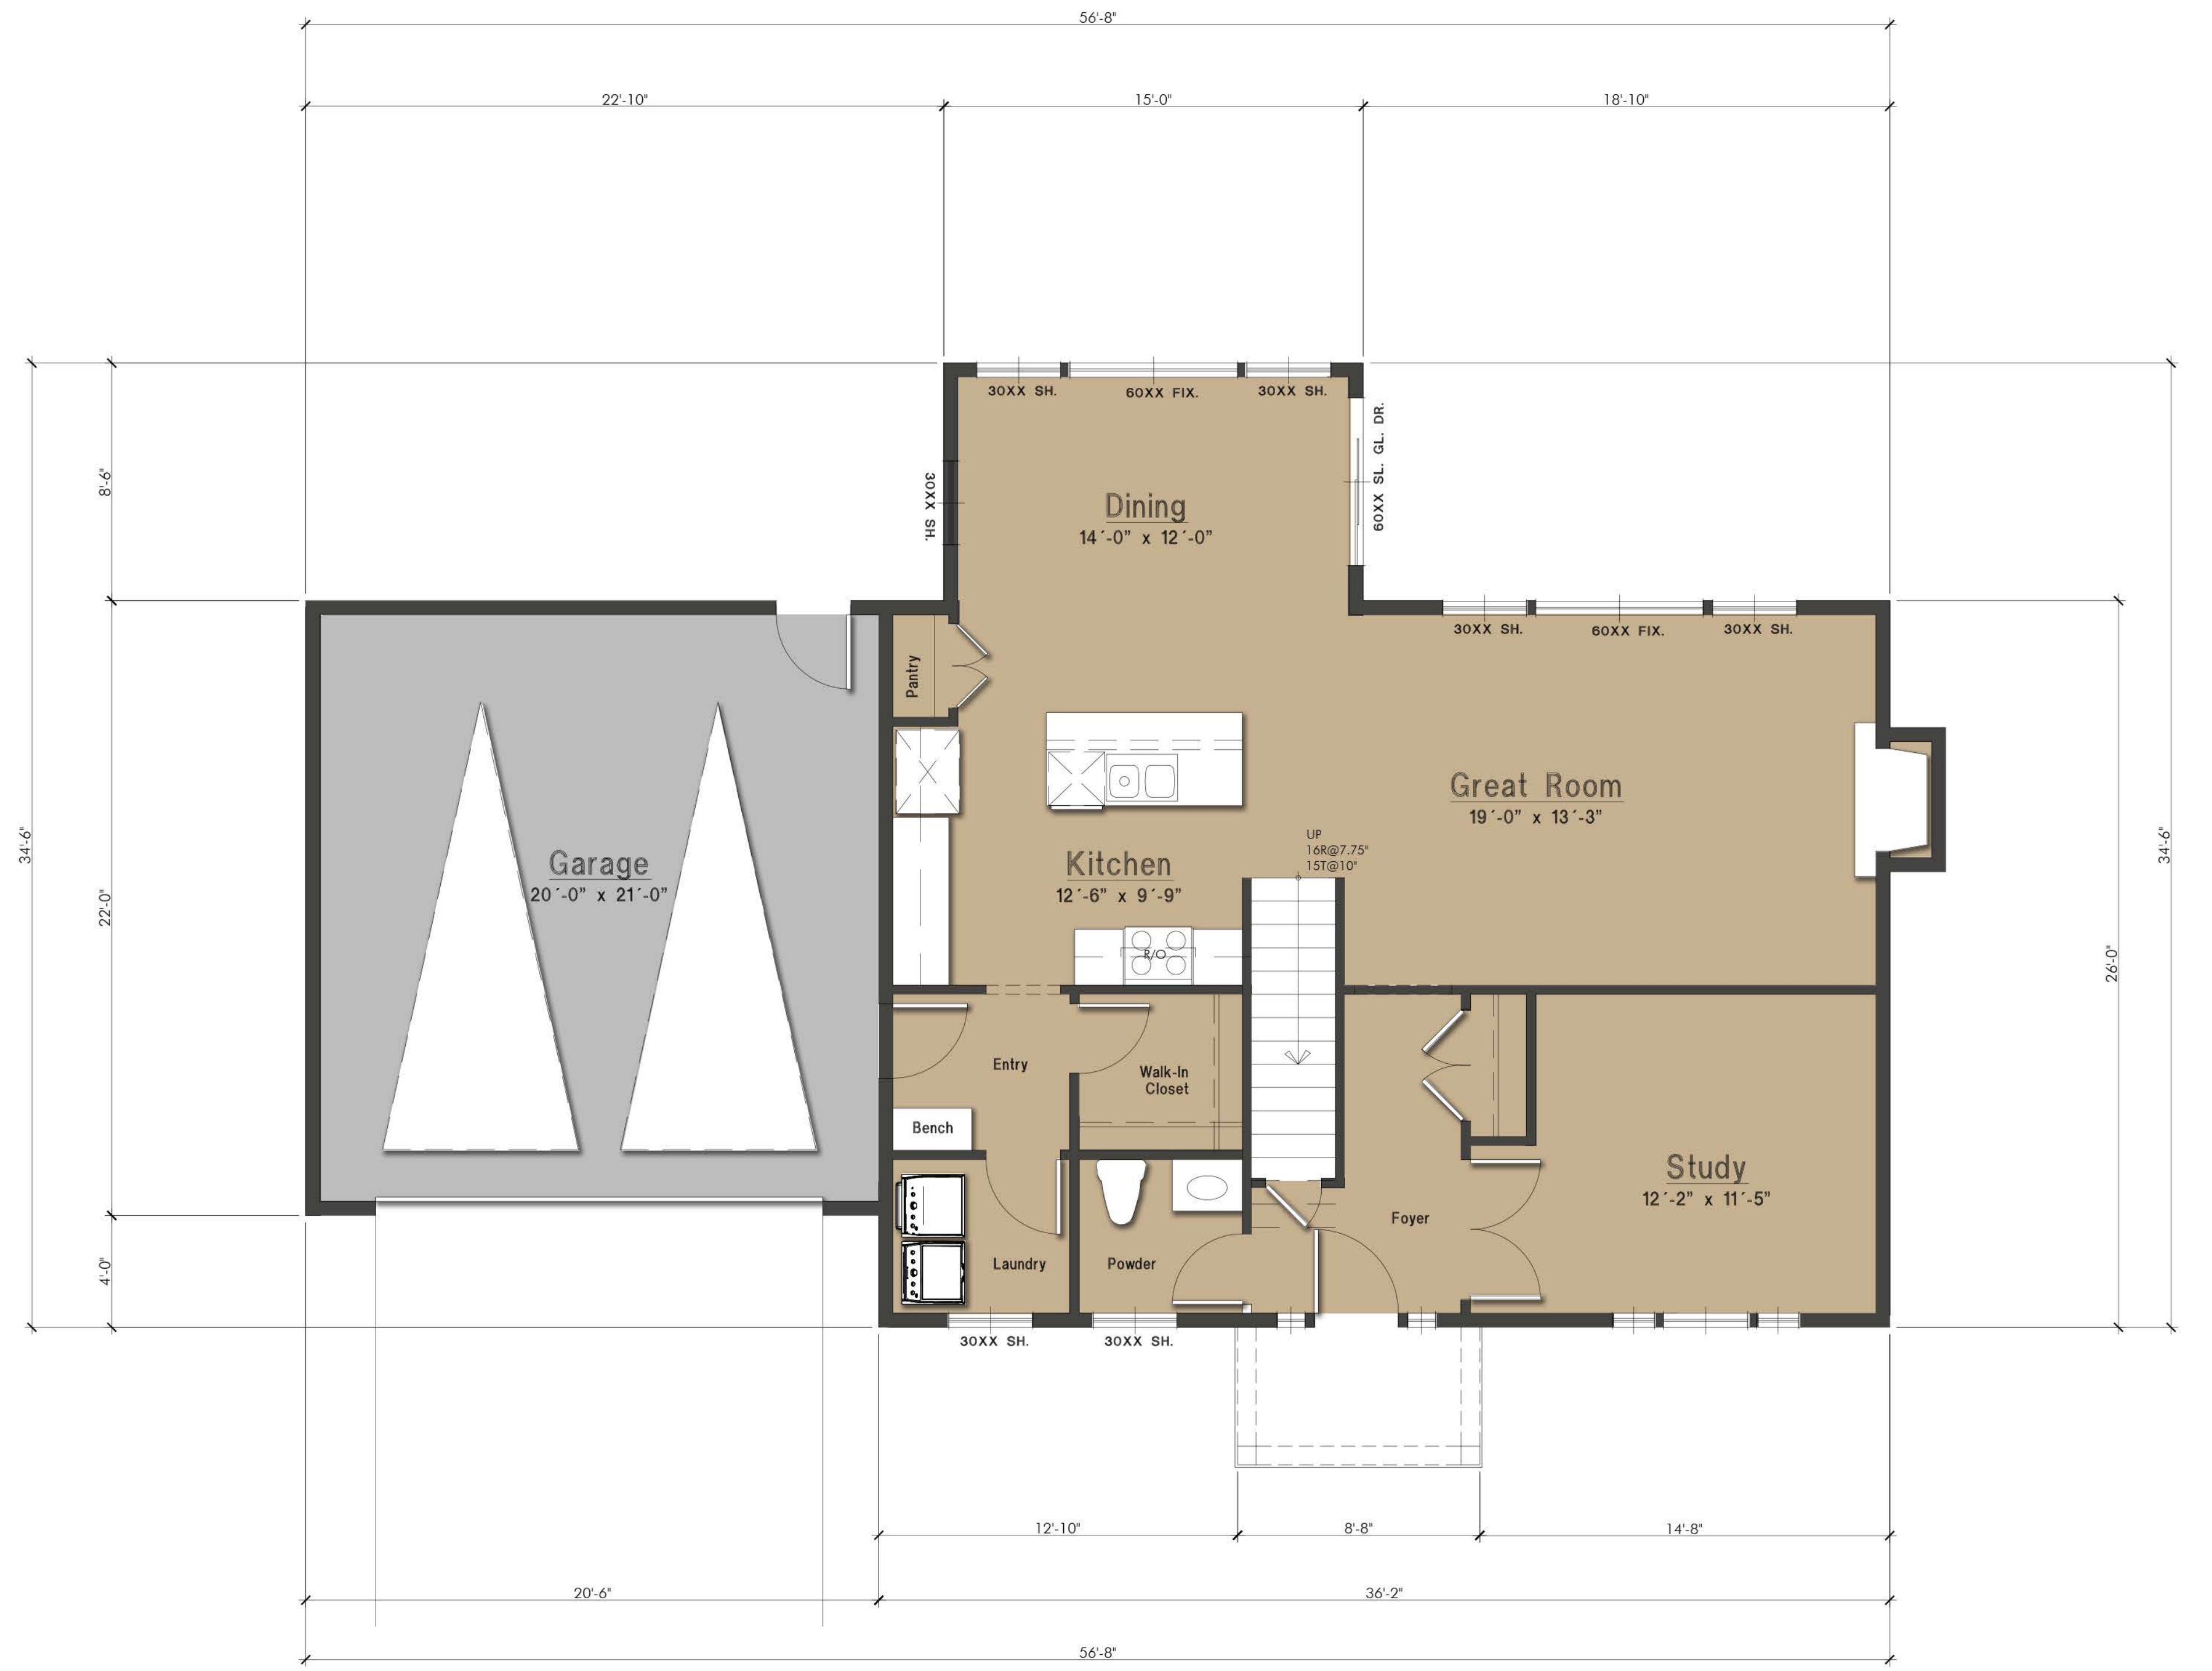 56'-8"
22'-10"
15'-0"
18'-10"
30XX SH.
60XX FIX.
30XX SH.
60XX SL. GL. DR.
30XX SH.
8'-6"
Dining
14´-0” x 12´-0”
30XX SH.
60XX FIX.
30XX SH.
Pantry
Great Room
19´-0” x 13´-3”
34'-6"
34'-6"
UP
16R@7.75"
15T@10"
Garage
20´-0” x 21´-0”
Kitchen
12´-6” x 9´-9”
22'-0"
26'-0"
R/O
Entry
Walk-In
Closet
Bench
Study
12´-2” x 11´-5”
Foyer
4'-0"
Laundry
Powder
30XX SH.
30XX SH.
12'-10"
8'-8"
14'-8"
20'-6"
36'-2"
56'-8"